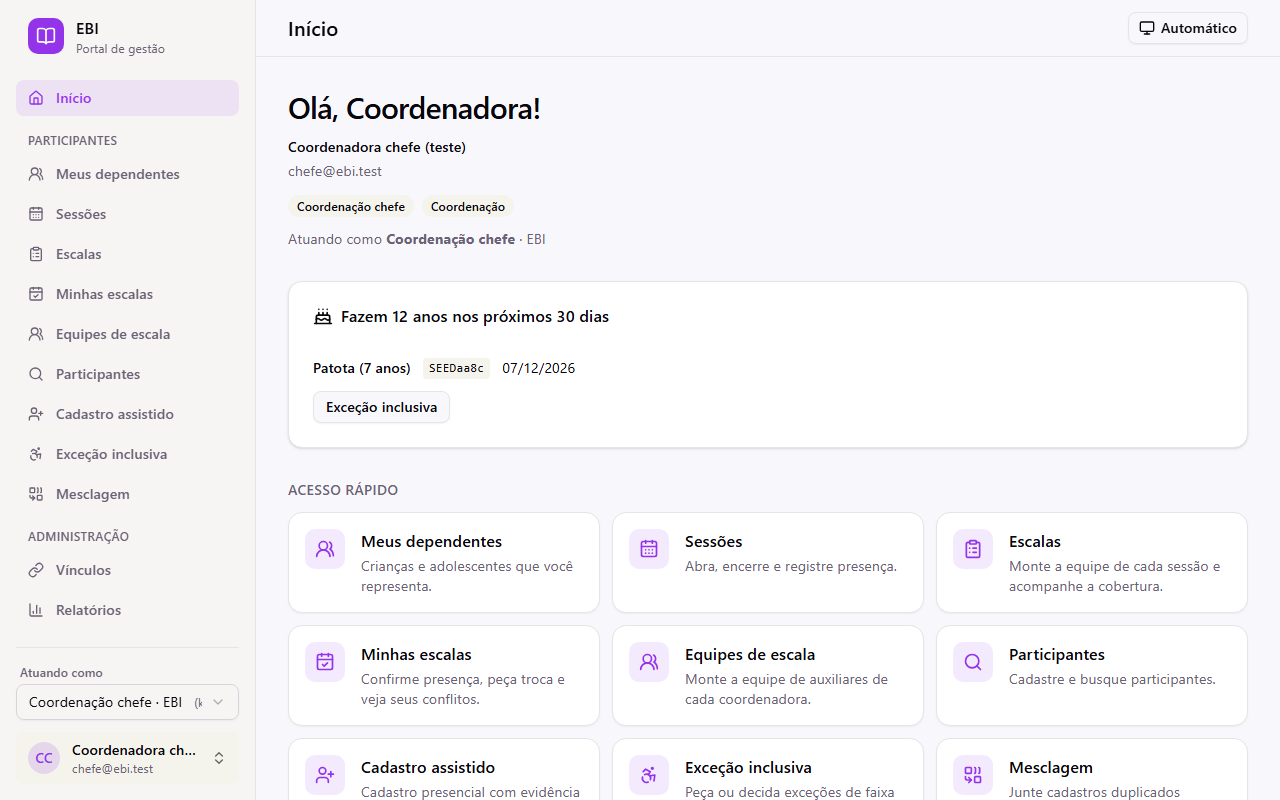 EBI
Portal de gestão
Início
PARTICIPANTES
Meus dependentes
Sessões
Escalas
Minhas escalas
Equipes de escala
Participantes
Cadastro assistido
Exceção inclusiva
Mesclagem
ADMINISTRAÇÃO
Vínculos
Relatórios
Atuando como
Coordenação chefe · EBI
CC
Coordenadora ch...
chefe@ebi.test
Início
Automático
Olá, Coordenadora!
Coordenadora chefe (teste)
chefe@ebi.test
Coordenação chefe Coordenação
Atuando como Coordenação chefe · EBI
Fazem 12 anos nos próximos 30 dias
Patota (7 anos) SEEDaa8c 07/12/2026
Exceção inclusiva
ACESSO RÁPIDO
Meus dependentes
Crianças e adolescentes que você
representa.
Sessões
Abra, encerre e registre presença.
Escalas
Monte a equipe de cada sessão e
acompanhe a cobertura.
Minhas escalas
Confirme presença, peça troca e
veja seus conflitos.
Equipes de escala
Monte a equipe de auxiliares de
cada coordenadora.
Participantes
Cadastre e busque participantes.
Cadastro assistido
Cadastro presencial com evidência
Exceção inclusiva
Peça ou decida exceções de faixa
Mesclagem
Junte cadastros duplicados